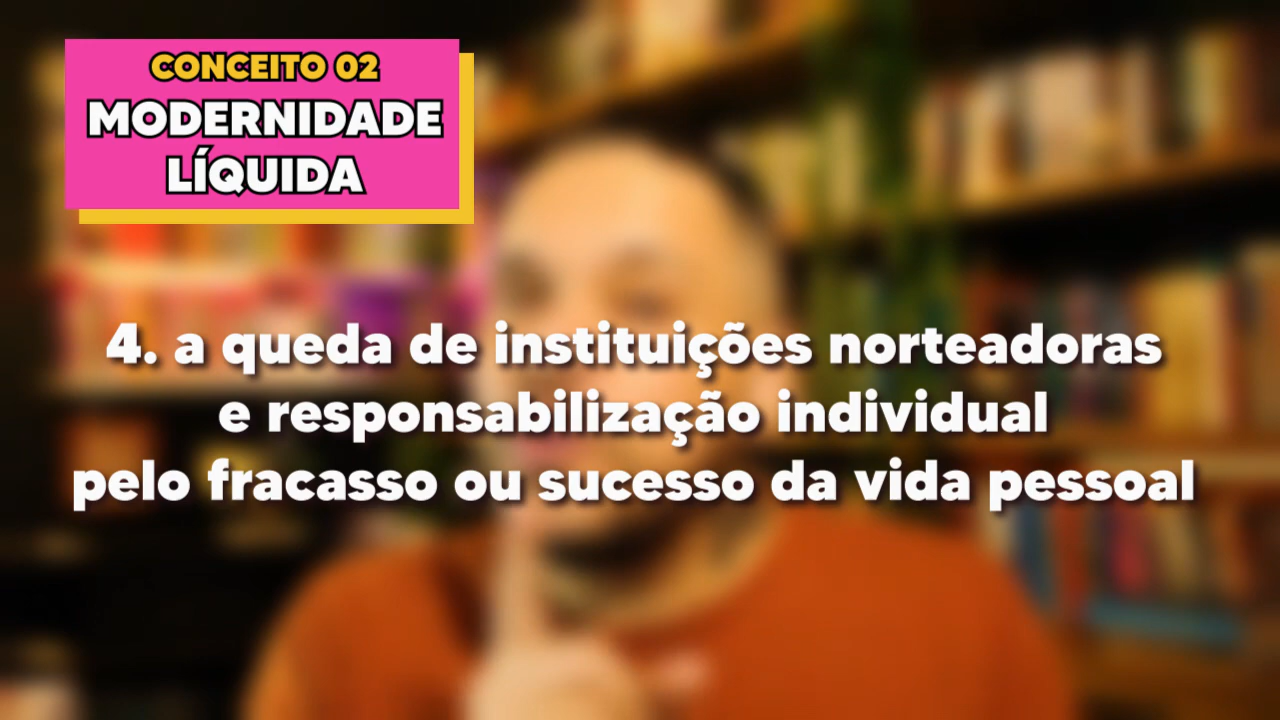 CONCEITO 02
MODERNIDADE
LÍQUIDA
4. a queda de instituições norteadoras
e responsabilização individual
pelo fracasso ou sucesso da vida pessoal